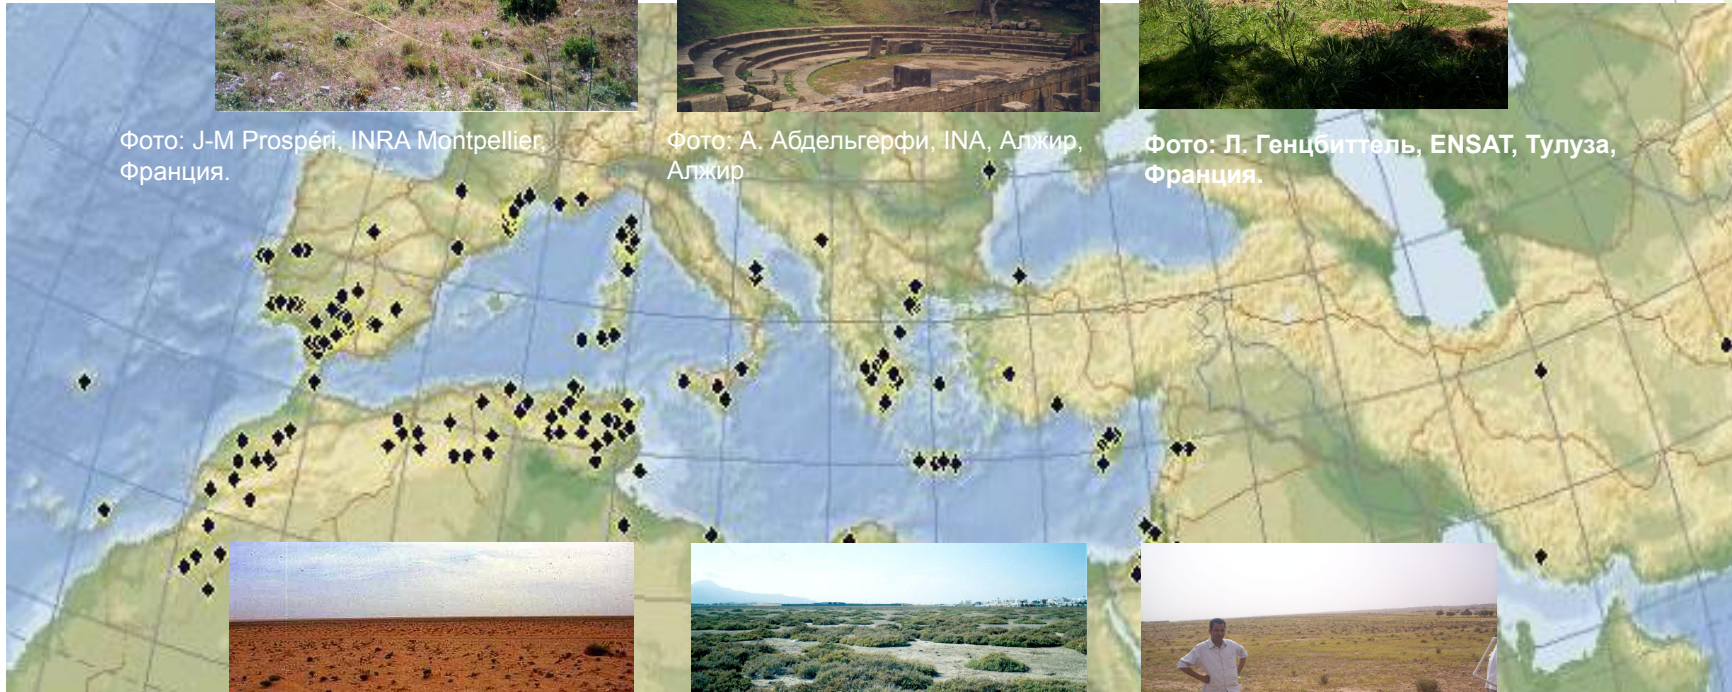 Фото: J-M Prospéri, INRA Montpellier,
Франция.
Фото: А. Абдельгерфи, INA, Алжир,
Алжир
Фото: Л. Генцбиттель, ENSAT, Тулуза,
Франция.